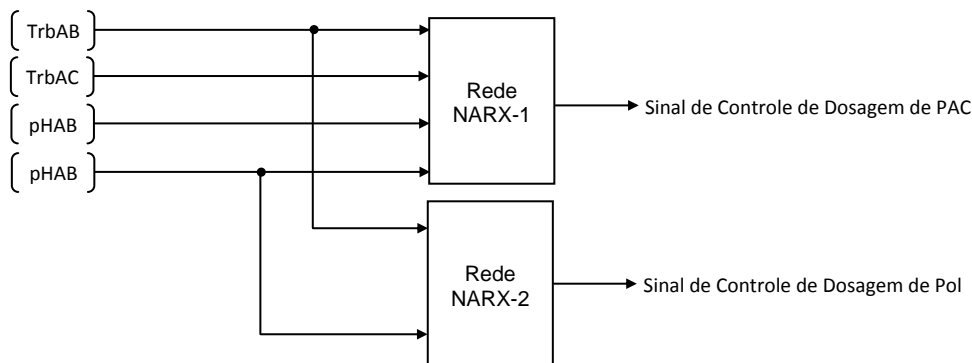 TrbAB
TrbAC
pHAB
pHAB
Rede
NARX-1
Sinal de Controle de Dosagem de PAC
Rede
NARX-2
Sinal de Controle de Dosagem de Pol